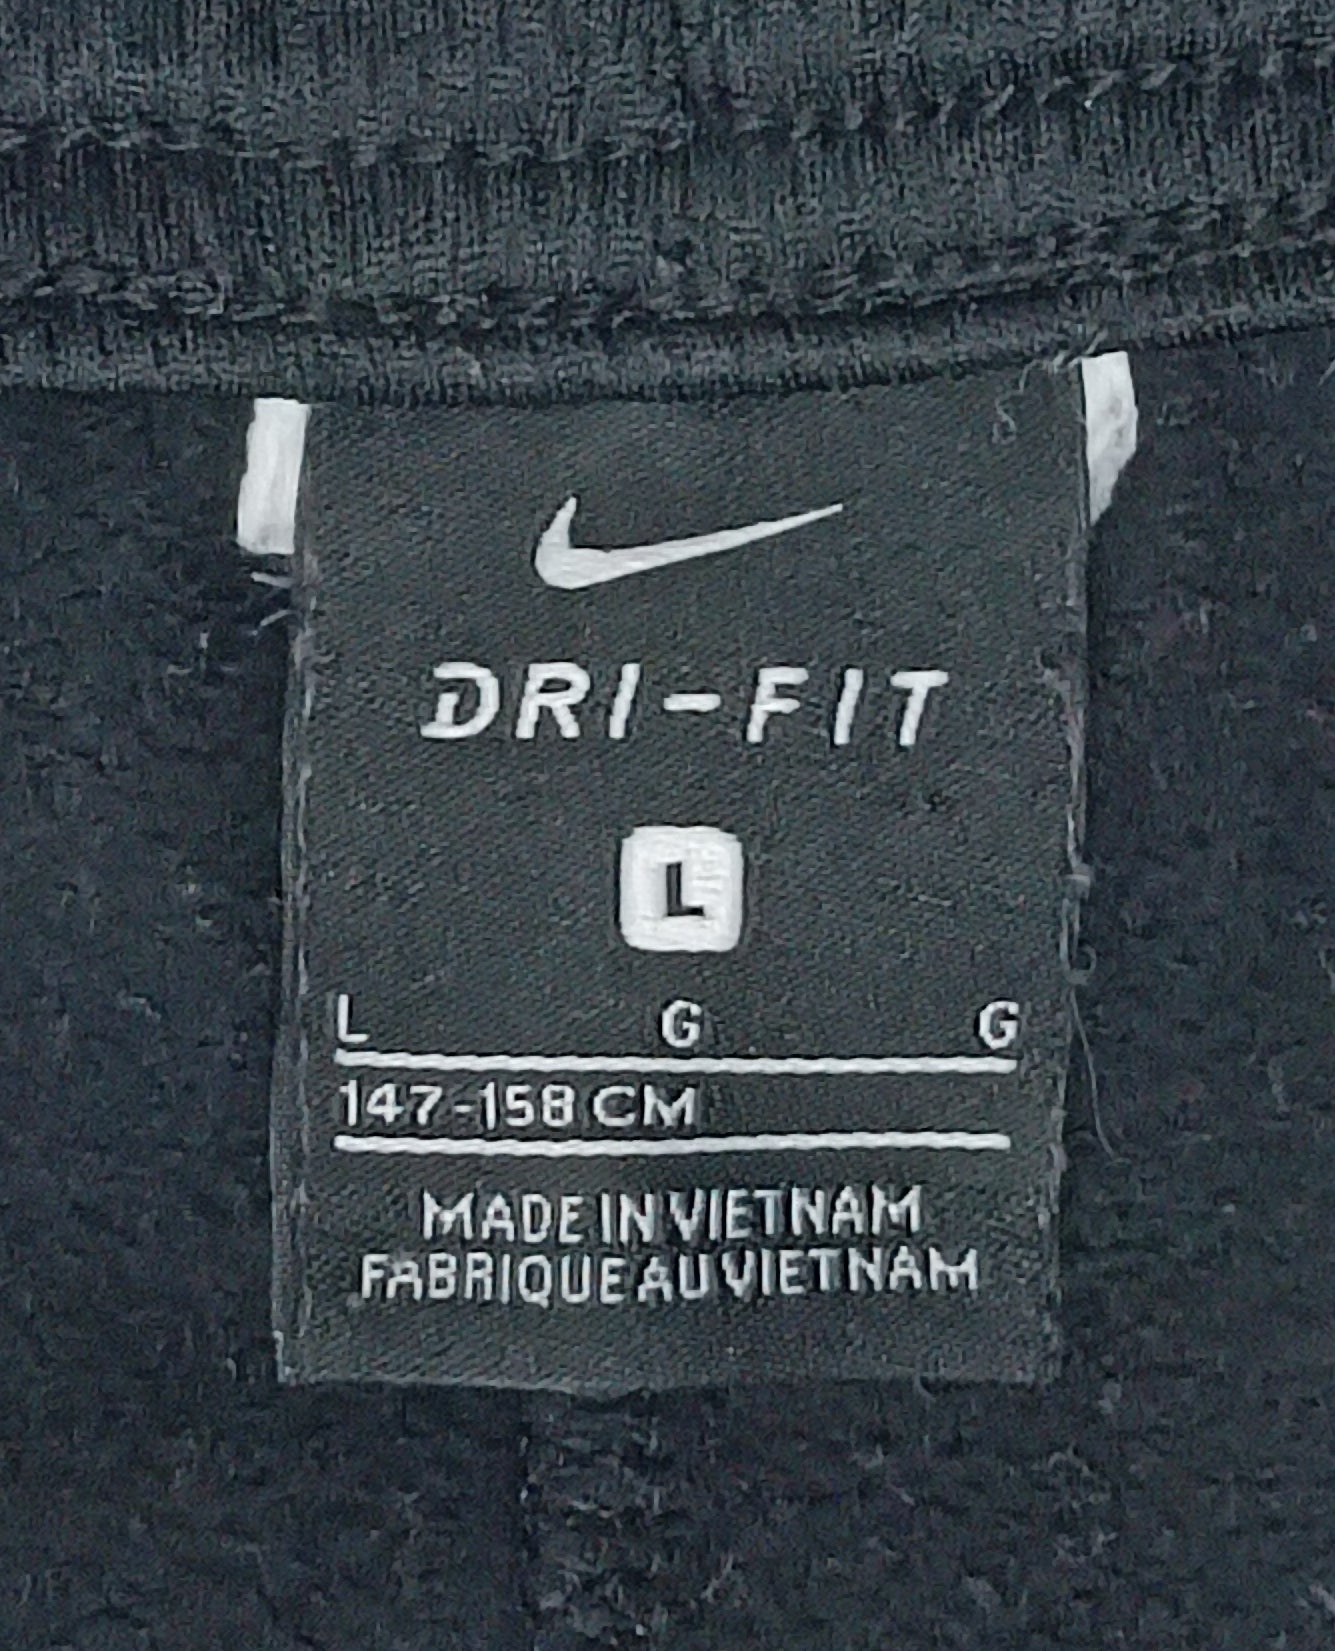 DRI-FIT
L
L G G
147-158 CM
MADE IN VIETNAM
FABRIQUE AU VIETNAM